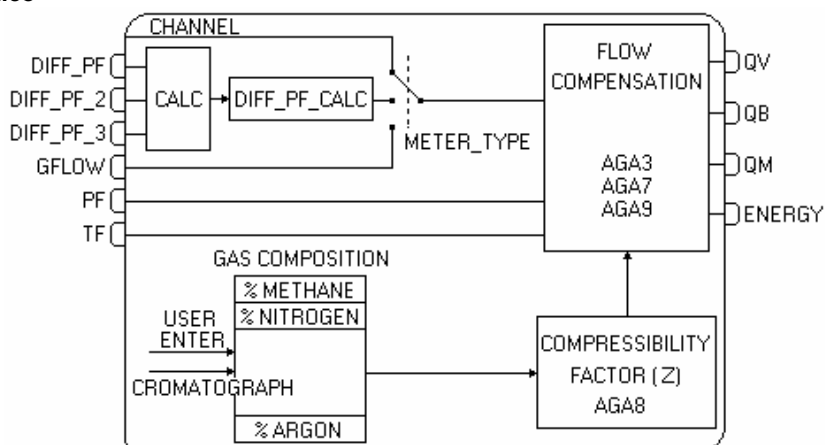 CHANNEL
DIFF_PF
DIFF_PF_2
DIFF_PF_3
GFLOW
PF
TF
CALC
DIFF_PF_CALC
METER_TYPE
FLOW
COMPENSATION
AGA3
AGA7
AGA9
QV
QB
QM
ENERGY
GAS COMPOSITION
% METHANE
% NITROGEN
% ARGON
USER
ENTER
CROMATOGRAPH
COMPRESSIBILITY
FACTOR (Z)
AGA8